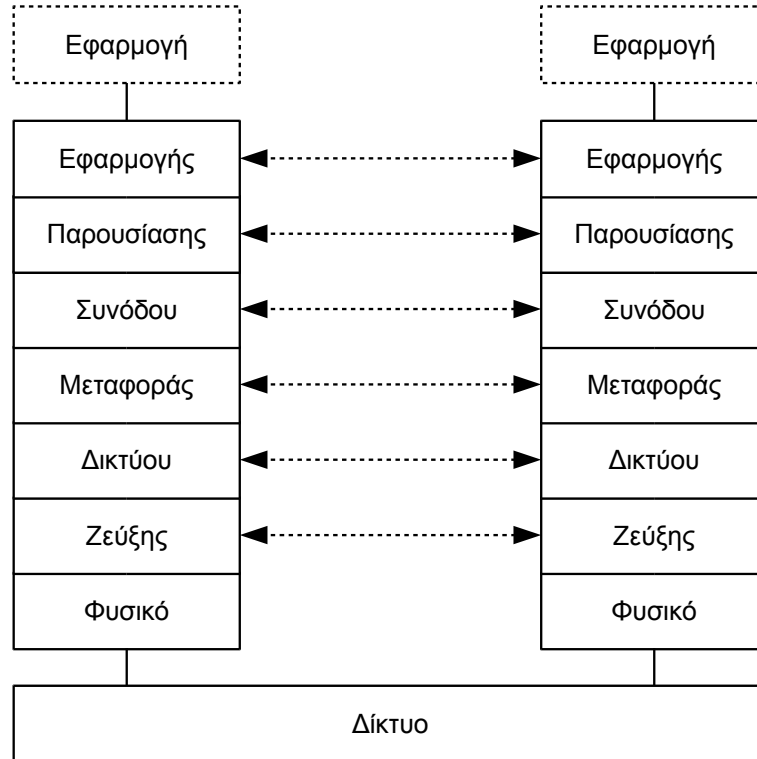 Εφαρμογή
Εφαρμογή
Εφαρμογής
Εφαρμογής
Παρουσίασης
Παρουσίασης
Συνόδου
Συνόδου
Μεταφοράς
Μεταφοράς
Δικτύου
Δικτύου
Ζεύξης
Ζεύξης
Φυσικό
Φυσικό
Δίκτυο